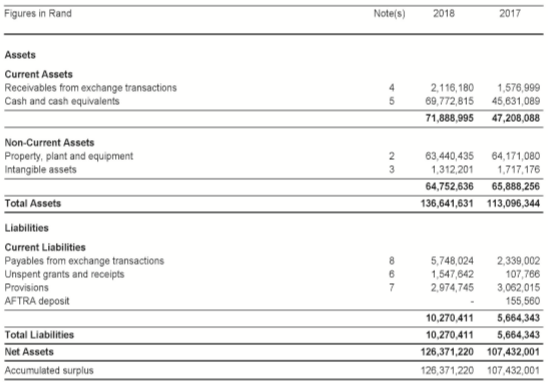 Figures in Rand Note(s) 2018 2017
Assets
Current Assets
Receivables from exchange transactions 4 2,116,180 1,576,999
Cash and cash equivalents 5 69,772,815 45,631,089
71,888,995 47,208,088
Non-Current Assets
Property, plant and equipment 2 63,440,435 64,171,080
Intangible assets 3 1,312,201 1,717,176
64,752,636 65,888,256
Total Assets 136,641,631 113,096,344
Liabilities
Current Liabilities
Payables from exchange transactions 8 5,748,024 2,339,002
Unspent grants and receipts 6 1,547,642 107,766
Provisions 7 2,974,745 3,062,015
AFTRA deposit - 155,560
10,270,411 5,664,343
Total Liabilities 10,270,411 5,664,343
Net Assets 126,371,220 107,432,001
Accumulated surplus 126,371,220 107,432,001